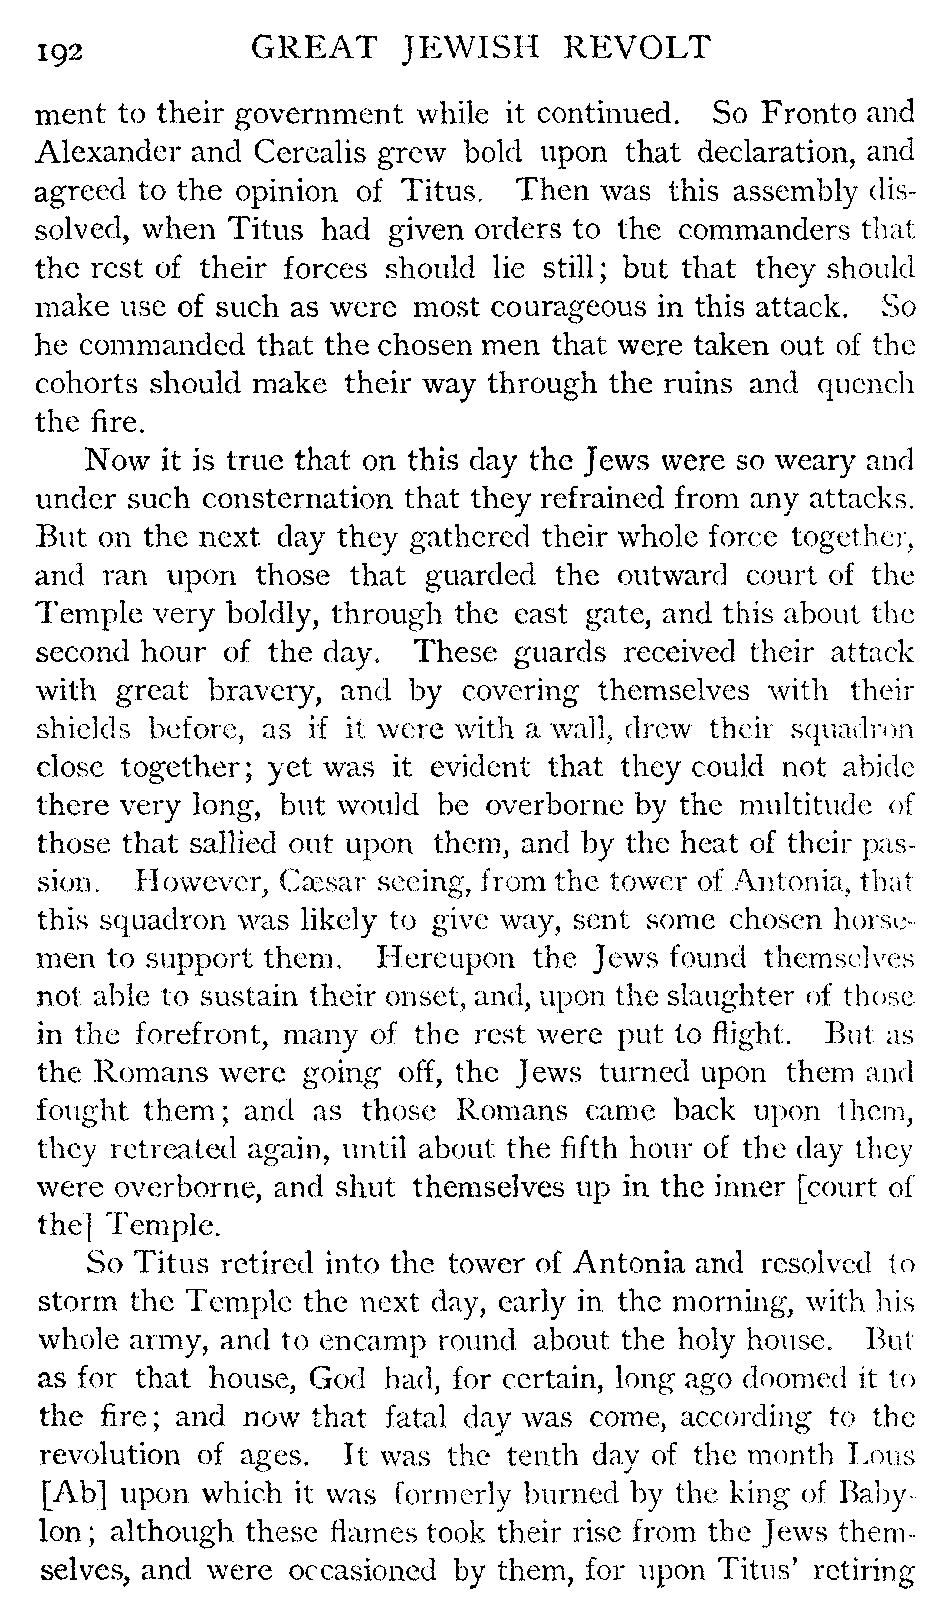 192 GREAT JEWISH REVOLT
ment to their government while it continued. So Fronto and
Alexander and Cerealis grew bold upon that declaration, and
agreed to the opinion of Titus. Then was this assembly dis-
solved, when Titus had given orders to the commanders that
the rest of their forces should lie still; but that they should
make use of such as were most courageous in this attack. So
he commanded that the chosen men that were taken out of the
cohorts should make their way through the ruins and quench
the fire.
Now it is true that on this day the Jews were so weary and
under such consternation that they refrained from any attacks.
But on the next day they gathered their whole force together,
and ran upon those that guarded the outward court of the
Temple very boldly, through the east gate, and this about the
second hour of the day. These guards received their attack
with great bravery, and by covering themselves with their
shields before, as if it were with a wall, drew their squadron
close together; yet was it evident that they could not abide
there very long, but would be overborne by the multitude of
those that sallied out upon them, and by the heat of their pas-
sion. However, Cæsar seeing, from the tower of Antonia, that
this squadron was likely to give way, sent some chosen horse-
men to support them. Hereupon the Jews found themselves
not able to sustain their onset, and, upon the slaughter of those
in the forefront, many of the rest were put to flight. But as
the Romans were going off, the Jews turned upon them and
fought them; and as those Romans came back upon them,
they retreated again, until about the fifth hour of the day they
were overborne, and shut themselves up in the inner [court of
the] Temple.
So Titus retired into the tower of Antonia and resolved to
storm the Temple the next day, early in the morning, with his
whole army, and to encamp round about the holy house. But
as for that house, God had, for certain, long ago doomed it to
the fire; and now that fatal day was come, according to the
revolution of ages. It was the tenth day of the month Lous
[Ab] upon which it was formerly burned by the king of Baby-
lon; although these flames took their rise from the Jews them-
selves, and were occasioned by them, for upon Titus' retiring